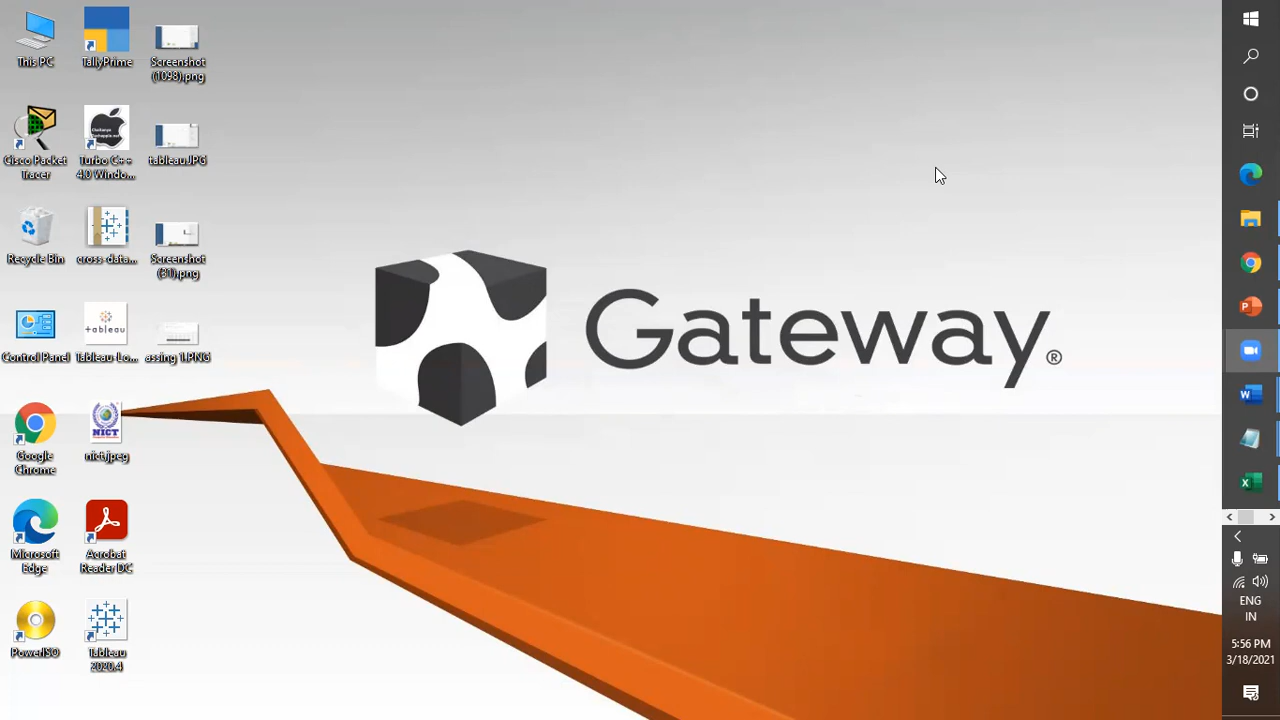 This PC
TallyPrime
Screenshot
(1098).png
Cisco Packet
Tracer
Chaitanya
Turbo C++
4.0 Windo...
tableau.JPG
Recycle Bin
cross-data...
Screenshot
(31).png
Control Panel
+ a b l e a u
Tableau-Lo...
assing 1.PNG
Google
Chrome
NICT
nict.jpeg
Microsoft
Edge
Acrobat
Reader DC
PowerISO
Tableau
2020.4
Gateway®
ENG
IN
5:56 PM
3/18/2021